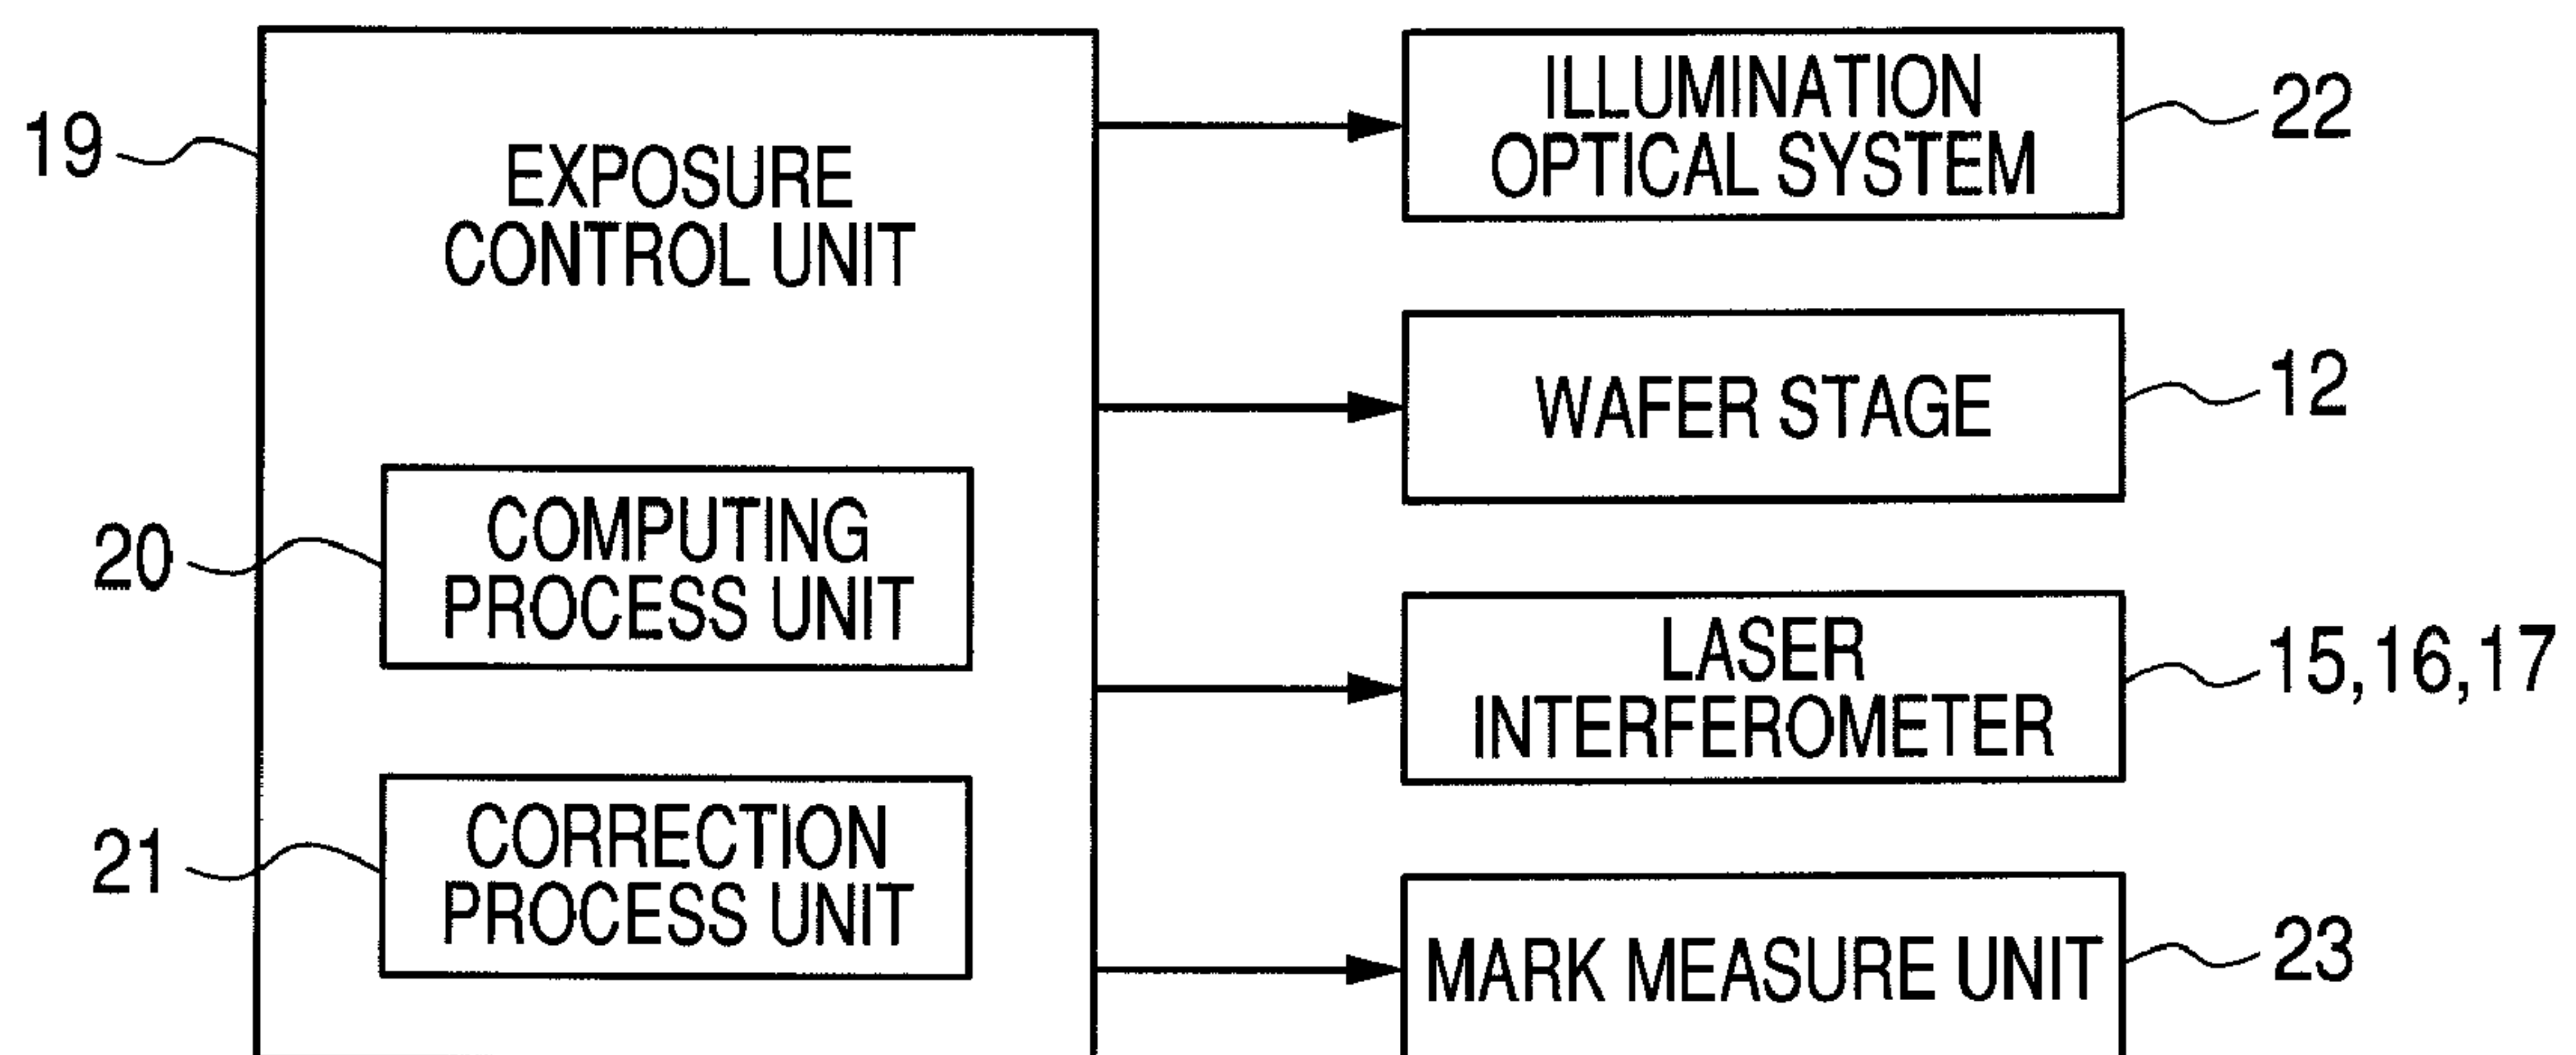 19
EXPOSURE
CONTROL UNIT
20
COMPUTING
PROCESS UNIT
21
CORRECTION
PROCESS UNIT
ILLUMINATION
OPTICAL SYSTEM
22
WAFER STAGE
12
LASER
INTERFEROMETER
15,16,17
MARK MEASURE UNIT
23